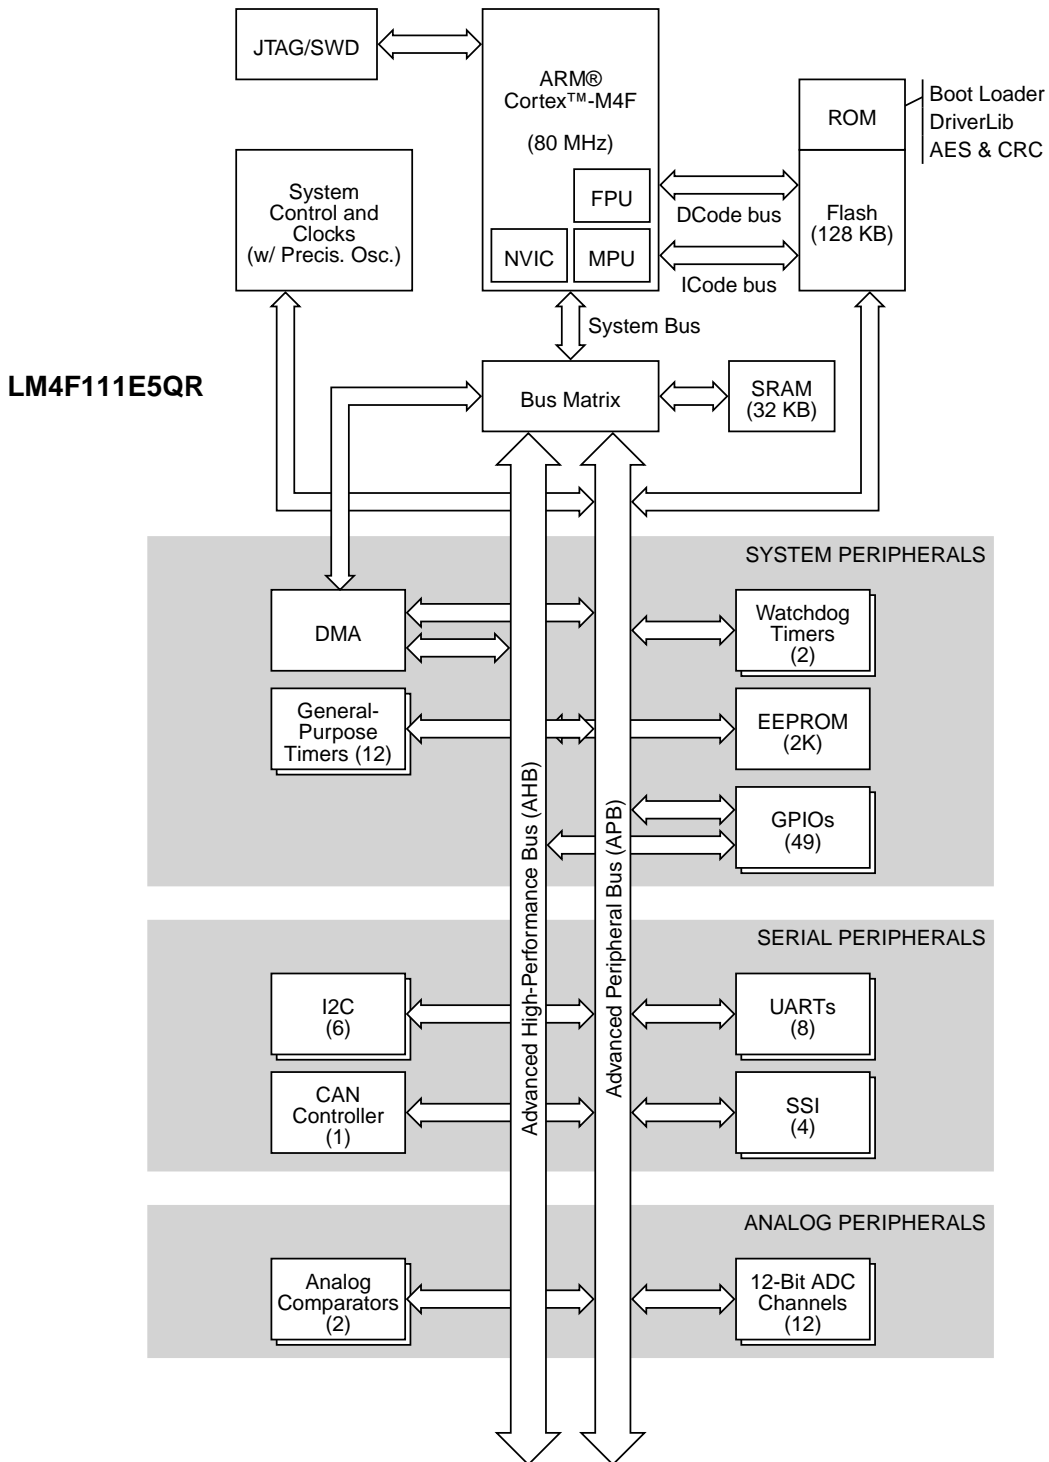 JTAG/SWD
ARM®
Cortex™-M4F
(80 MHz)
ROM
Boot Loader
DriverLib
AES & CRC
System
Control and
Clocks
(w/ Precis. Osc.)
FPU
NVIC
MPU
DCode bus
ICode bus
Flash
(128 KB)
System Bus
LM4F111E5QR
Bus Matrix
SRAM
(32 KB)
SYSTEM PERIPHERALS
DMA
Watchdog
Timers
(2)
General-
Purpose
Timers (12)
EEPROM
(2K)
GPIOs
(49)
Advanced High-Performance Bus (AHB)
Advanced Peripheral Bus (APB)
SERIAL PERIPHERALS
I2C
(6)
UARTs
(8)
CAN
Controller
(1)
SSI
(4)
ANALOG PERIPHERALS
Analog
Comparators
(2)
12-Bit ADC
Channels
(12)